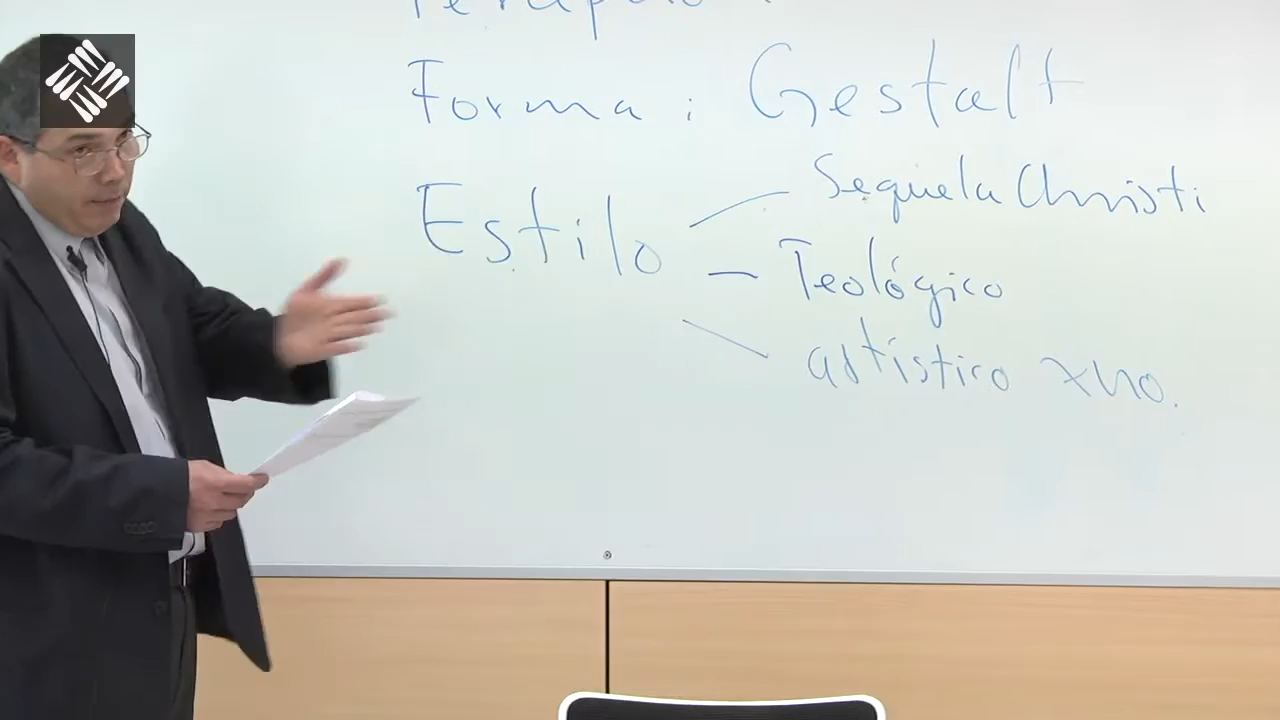 Forma : Gestalt
Estilo
Sequela Christi
Teológico
artístico xno.